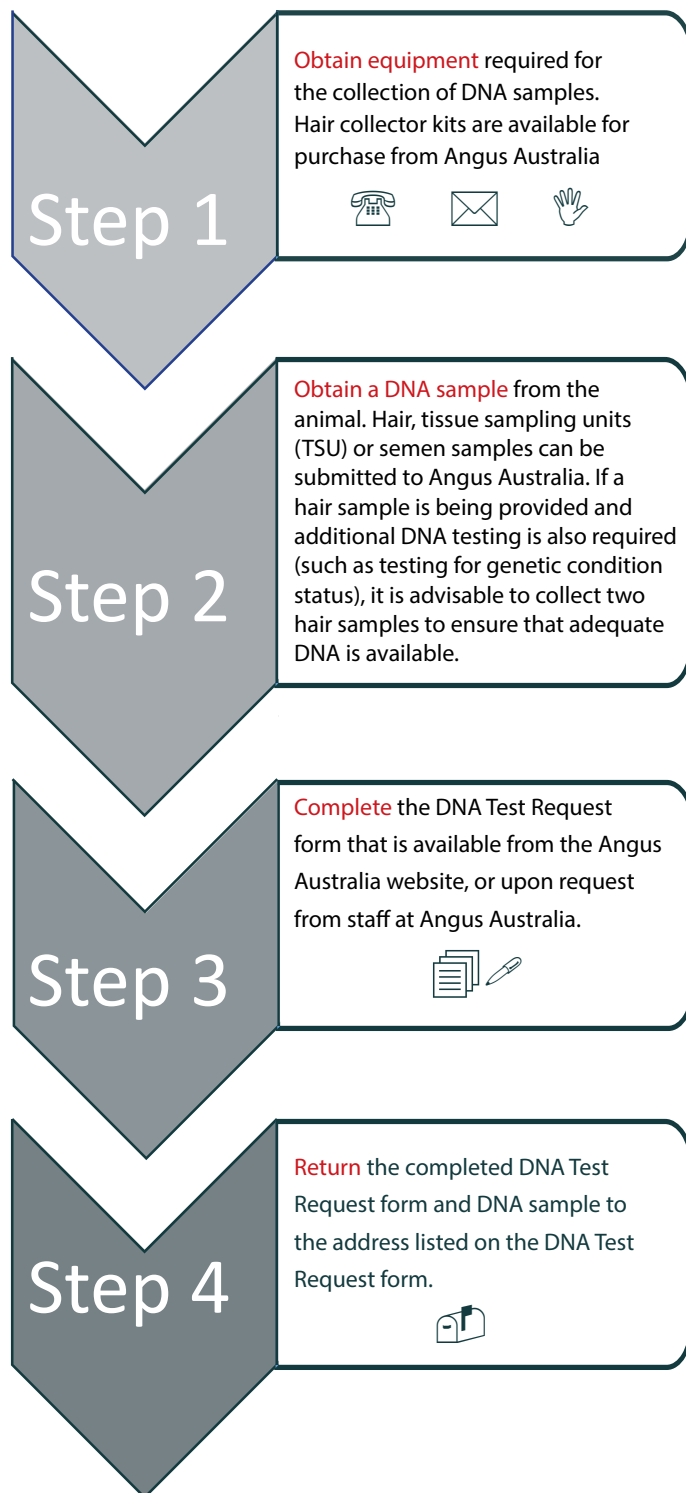 Step 1
Obtain equipment required for
the collection of DNA samples.
Hair collector kits are available for
purchase from Angus Australia
Step 2
Obtain a DNA sample from the
animal. Hair, tissue sampling units
(TSU) or semen samples can be
submitted to Angus Australia. If a
hair sample is being provided and
additional DNA testing is also required
(such as testing for genetic condition
status), it is advisable to collect two
hair samples to ensure that adequate
DNA is available.
Step 3
Complete the DNA Test Request
form that is available from the Angus
Australia website, or upon request
from staff at Angus Australia.
Step 4
Return the completed DNA Test
Request form and DNA sample to
the address listed on the DNA Test
Request form.